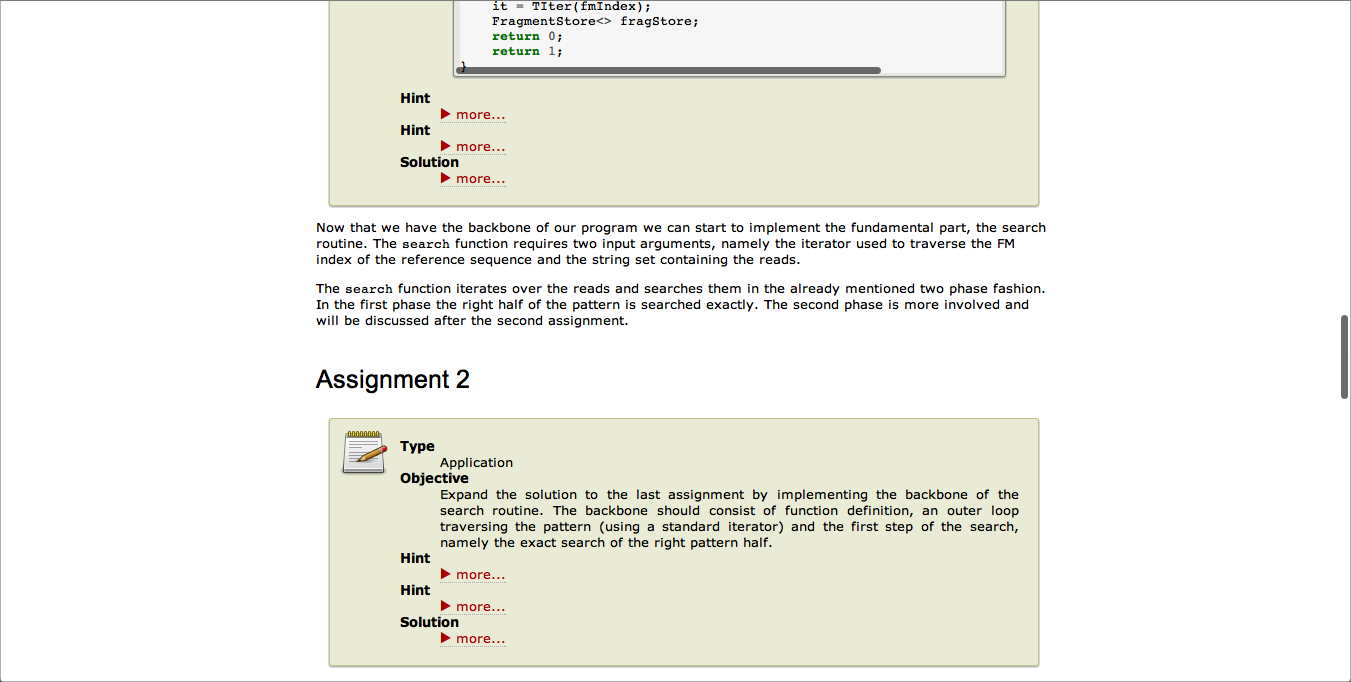 it = TIter(fmIndex);
FragmentStore<> fragStore;
return 0;
return 1;
}
Hint
more...
Hint
more...
Solution
more...
Now that we have the backbone of our program we can start to implement the fundamental part, the search
routine. The search function requires two input arguments, namely the iterator used to traverse the FM
index of the reference sequence and the string set containing the reads.
The search function iterates over the reads and searches them in the already mentioned two phase fashion.
In the first phase the right half of the pattern is searched exactly. The second phase is more involved and
will be discussed after the second assignment.
Assignment 2
Type
Application
Objective
Expand the solution to the last assignment by implementing the backbone of the
search routine. The backbone should consist of function definition, an outer loop
traversing the pattern (using a standard iterator) and the first step of the search,
namely the exact search of the right pattern half.
Hint
more...
Hint
more...
Solution
more...